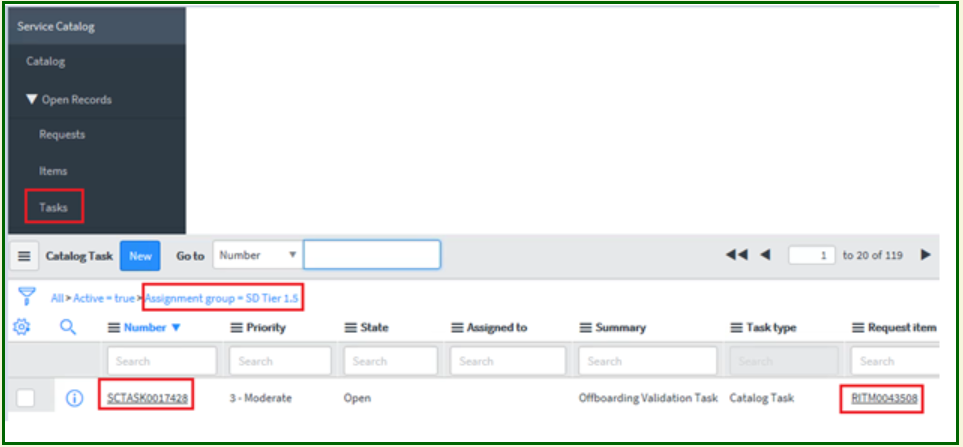 Service Catalog
Catalog
▼ Open Records
Requests
Items
Tasks
Catalog Task New Go to Number 1 to 20 of 119
All > Active = true > Assignment group = SD Tier 1.5
Number ▼ Priority State Assigned to Summary Task type Request item
Search Search Search Search Search Search Search
SCTASK0017428 3 - Moderate Open Offboarding Validation Task Catalog Task RITM0043508